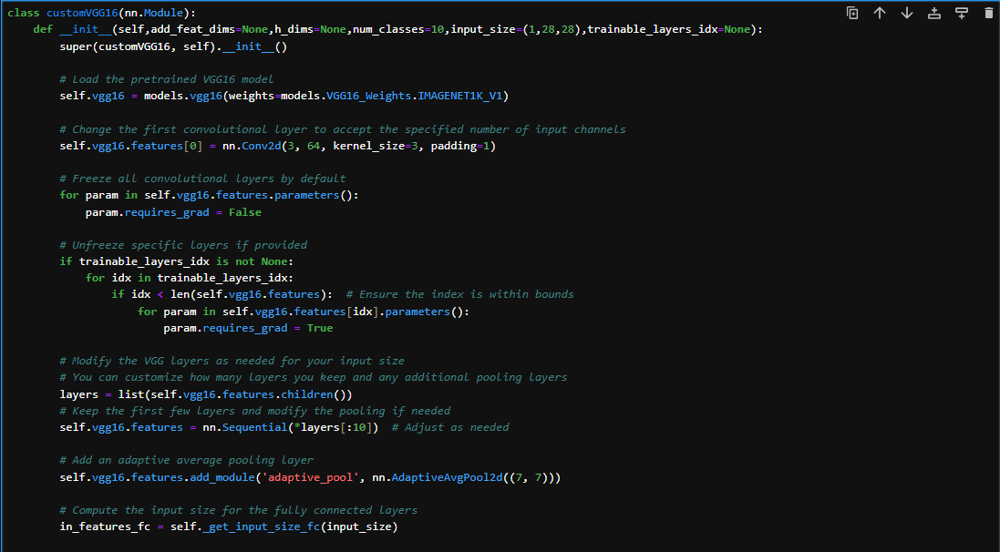 class customVGG16(nn.Module):
    def __init__(self,add_feat_dims=None,h_dims=None,num_classes=10,input_size=(1,28,28),trainable_layers_idx=None):
        super(customVGG16, self).__init__()

        # Load the pretrained VGG16 model
        self.vgg16 = models.vgg16(weights=models.VGG16_Weights.IMAGENET1K_V1)

        # Change the first convolutional layer to accept the specified number of input channels
        self.vgg16.features[0] = nn.Conv2d(3, 64, kernel_size=3, padding=1)

        # Freeze all convolutional layers by default
        for param in self.vgg16.features.parameters():
            param.requires_grad = False

        # Unfreeze specific layers if provided
        if trainable_layers_idx is not None:
            for idx in trainable_layers_idx:
                if idx < len(self.vgg16.features):  # Ensure the index is within bounds
                    for param in self.vgg16.features[idx].parameters():
                        param.requires_grad = True

        # Modify the VGG layers as needed for your input size
        # You can customize how many layers you keep and any additional pooling layers
        layers = list(self.vgg16.features.children())
        # Keep the first few layers and modify the pooling if needed
        self.vgg16.features = nn.Sequential(*layers[:10])  # Adjust as needed

        # Add an adaptive average pooling layer
        self.vgg16.features.add_module('adaptive_pool', nn.AdaptiveAvgPool2d((7, 7)))

        # Compute the input size for the fully connected layers
        in_features_fc = self._get_input_size_fc(input_size)